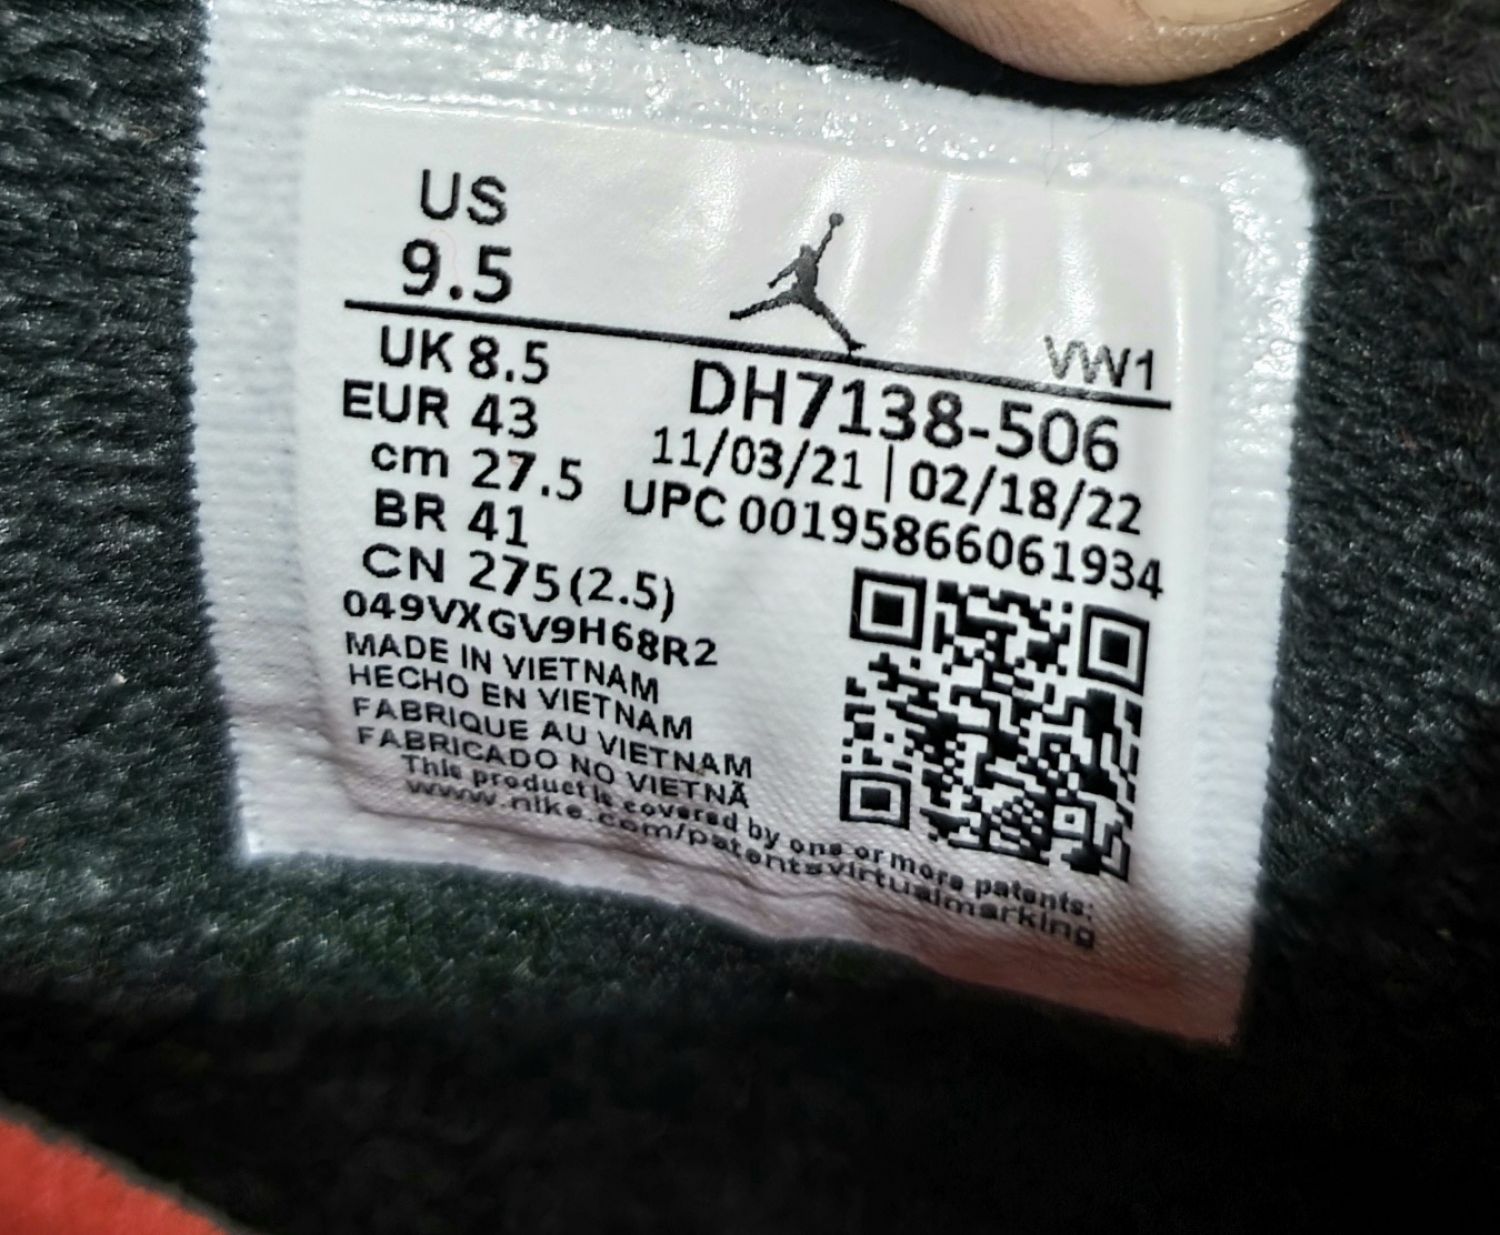 US
9.5
VW1
UK 8.5
EUR 43
cm 27.5
BR 41
CN 275(2.5)
DH7138-506
11/03/21 | 02/18/22
UPC 00195866061934
049VXGV9H68R2
MADE IN VIETNAM
HECHO EN VIETNAM
FABRIQUE AU VIETNAM
FABRICADO NO VIETNÃ
This product is covered by one or more patents:
www.nike.com/patentsvirtualmarking